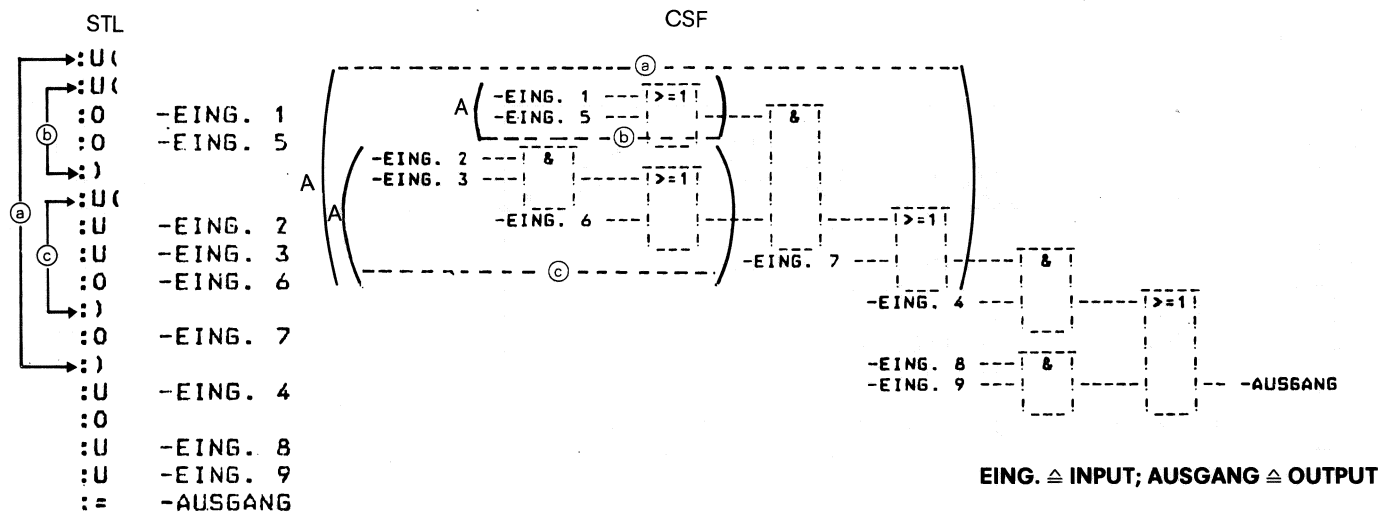 STL
:U(
:U(
:O -EING. 1
:O -EING. 5
:)
:U(
:U -EING. 2
:U -EING. 3
:O -EING. 6
:)
:O -EING. 7
:)
:U -EING. 4
:O
:U -EING. 8
:U -EING. 9
:= -AUSGANG
a
b
c
CSF
a
A
A
-EING. 1
>=1
-EING. 5
&
b
A
-EING. 2
&
-EING. 3
>=1
-EING. 6
>=1
c
-EING. 7
&
-EING. 4
>=1
-EING. 8
&
-EING. 9
-AUSGANG
EING. ≙ INPUT; AUSGANG ≙ OUTPUT